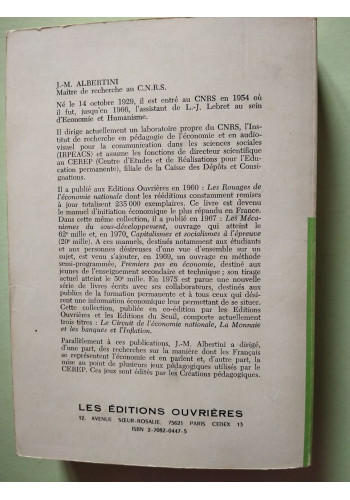 J.-M. ALBERTINI
Maître de recherche au C.N.R.S.
Né le 14 octobre 1929, il est entré au CNRS en 1954 où
il fut, jusqu'en 1966, l'assistant de L.-J. Lebret au sein
d'Economie et Humanisme.
Il dirige actuellement un laboratoire propre du CNRS, l'Ins-
titut de recherche en pédagogie de l'économie et en audio-
visuel pour la communication dans les sciences sociales
(IRPEACS) et assume les fonctions de directeur scientifique
au CEREP (Centre d'Etudes et de Réalisations pour l'Edu-
cation permanente), filiale de la Caisse des Dépôts et Consi-
gnations.
Il a publié aux Editions Ouvrières en 1960 : Les Rouages de
l'économie nationale dont les rééditions constamment remises
à jour totalisent 235 000 exemplaires. Ce livre est devenu
le manuel d'initiation économique le plus répandu en France.
Dans cette même collection, il a publié en 1967 : Les Méca-
nismes du sous-développement, ouvrage qui atteint le
62e mille et, en 1970, Capitalismes et socialismes à l'épreuve
(20e mille). A ces manuels, destinés notamment aux étudiants
et aux personnes désireuses d'une vue d'ensemble sur un
sujet, est venu s'ajouter, en 1969, un ouvrage en méthode
semi-programmée, Premiers pas en économie, destiné aux
jeunes de l'enseignement secondaire et technique ; son tirage
actuel atteint le 50e mille. En 1975 est parue une nouvelle
série de livres écrits avec ses collaborateurs, destinés aux
publics de la formation permanente et à tous ceux qui dési-
rent une information économique leur permettant de se situer.
Cette collection, publiée en co-édition par les Editions
Ouvrières et les Editions du Seuil, comporte actuellement
trois titres : Le Circuit de l'économie nationale, La Monnaie
et les banques et l'Inflation.
Parallèlement à ces publications, J.-M. Albertini a dirigé,
d'une part, des recherches sur la manière dont les Français
se représentent l'économie et en parlent et, d'autre part, la
mise au point de plusieurs jeux pédagogiques utilisés par le
CEREP. Ces jeux sont édités par les Créations pédagogiques.
LES ÉDITIONS OUVRIÈRES
12, AVENUE SŒUR-ROSALIE, 75621 PARIS CEDEX 13
ISBN 2-7082-0447-5